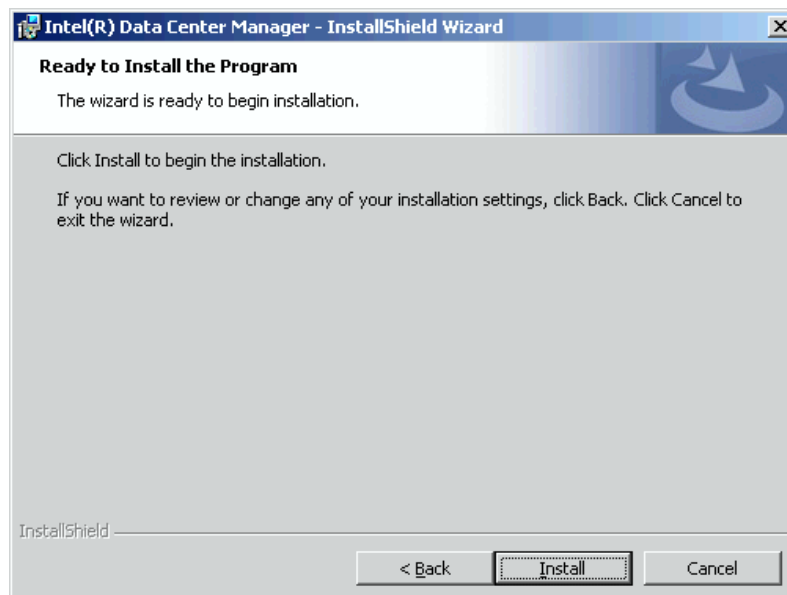 Intel(R) Data Center Manager - InstallShield Wizard
Ready to Install the Program
The wizard is ready to begin installation.
Click Install to begin the installation.
If you want to review or change any of your installation settings, click Back. Click Cancel to
exit the wizard.
InstallShield
< Back
Install
Cancel